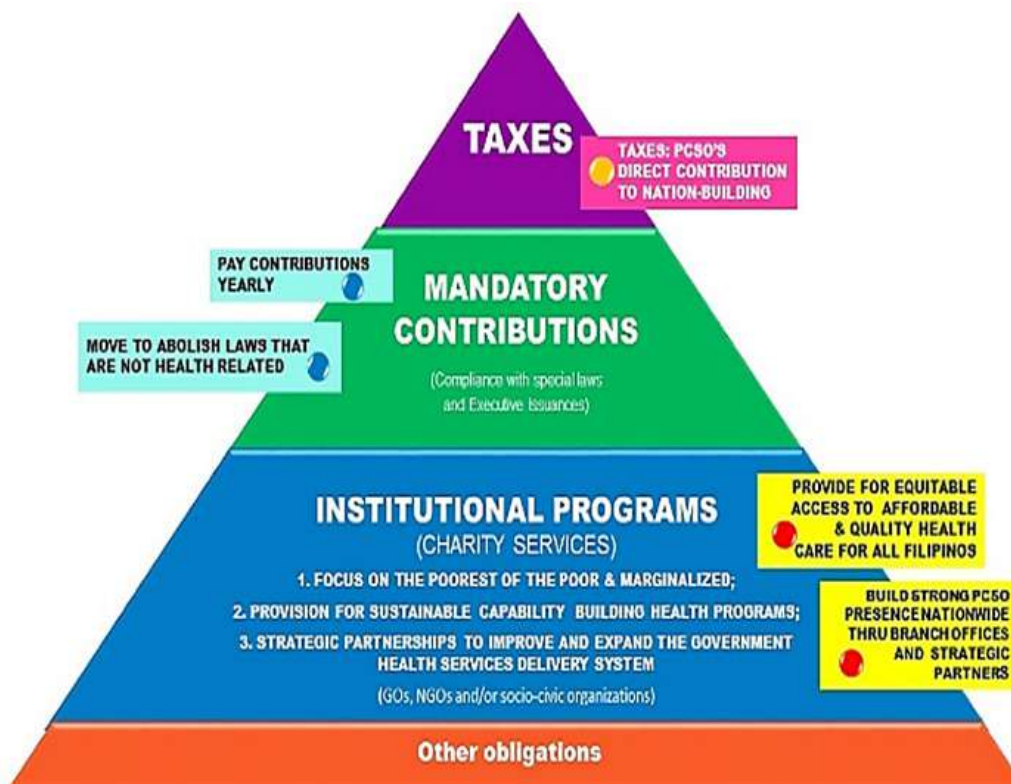 TAXES
TAXES: PCSO'S
DIRECT CONTRIBUTION
TO NATION-BUILDING
PAY CONTRIBUTIONS
YEARLY
MANDATORY
CONTRIBUTIONS
MOVE TO ABOLISH LAWS THAT
ARE NOT HEALTH RELATED
(Compliance with special laws
and Executive Issuances)
PROVIDE FOR EQUITABLE
ACCESS TO AFFORDABLE
& QUALITY HEALTH
CARE FOR ALL FILIPINOS
INSTITUTIONAL PROGRAMS
(CHARITY SERVICES)
1. FOCUS ON THE POOREST OF THE POOR & MARGINALIZED;
2. PROVISION FOR SUSTAINABLE CAPABILITY BUILDING HEALTH PROGRAMS;
3. STRATEGIC PARTNERSHIPS TO IMPROVE AND EXPAND THE GOVERNMENT
HEALTH SERVICES DELIVERY SYSTEM
(GOs, NGOs and/or socio-civic organizations)
BUILD STRONG PCSO
PRESENCE NATIONWIDE
THRU BRANCH OFFICES
AND STRATEGIC
PARTNERS
Other obligations